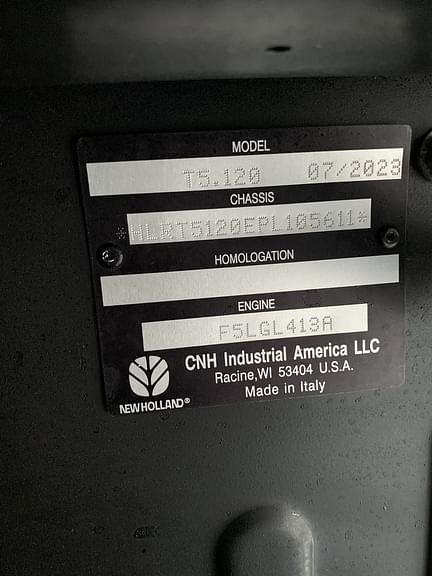 MODEL
T5.120 07/2023
CHASSIS
*HLRT5120EPL105611*
HOMOLOGATION
ENGINE
F5LGL413A
CNH Industrial America LLC
Racine,WI 53404 U.S.A.
Made in Italy
NEW HOLLAND®